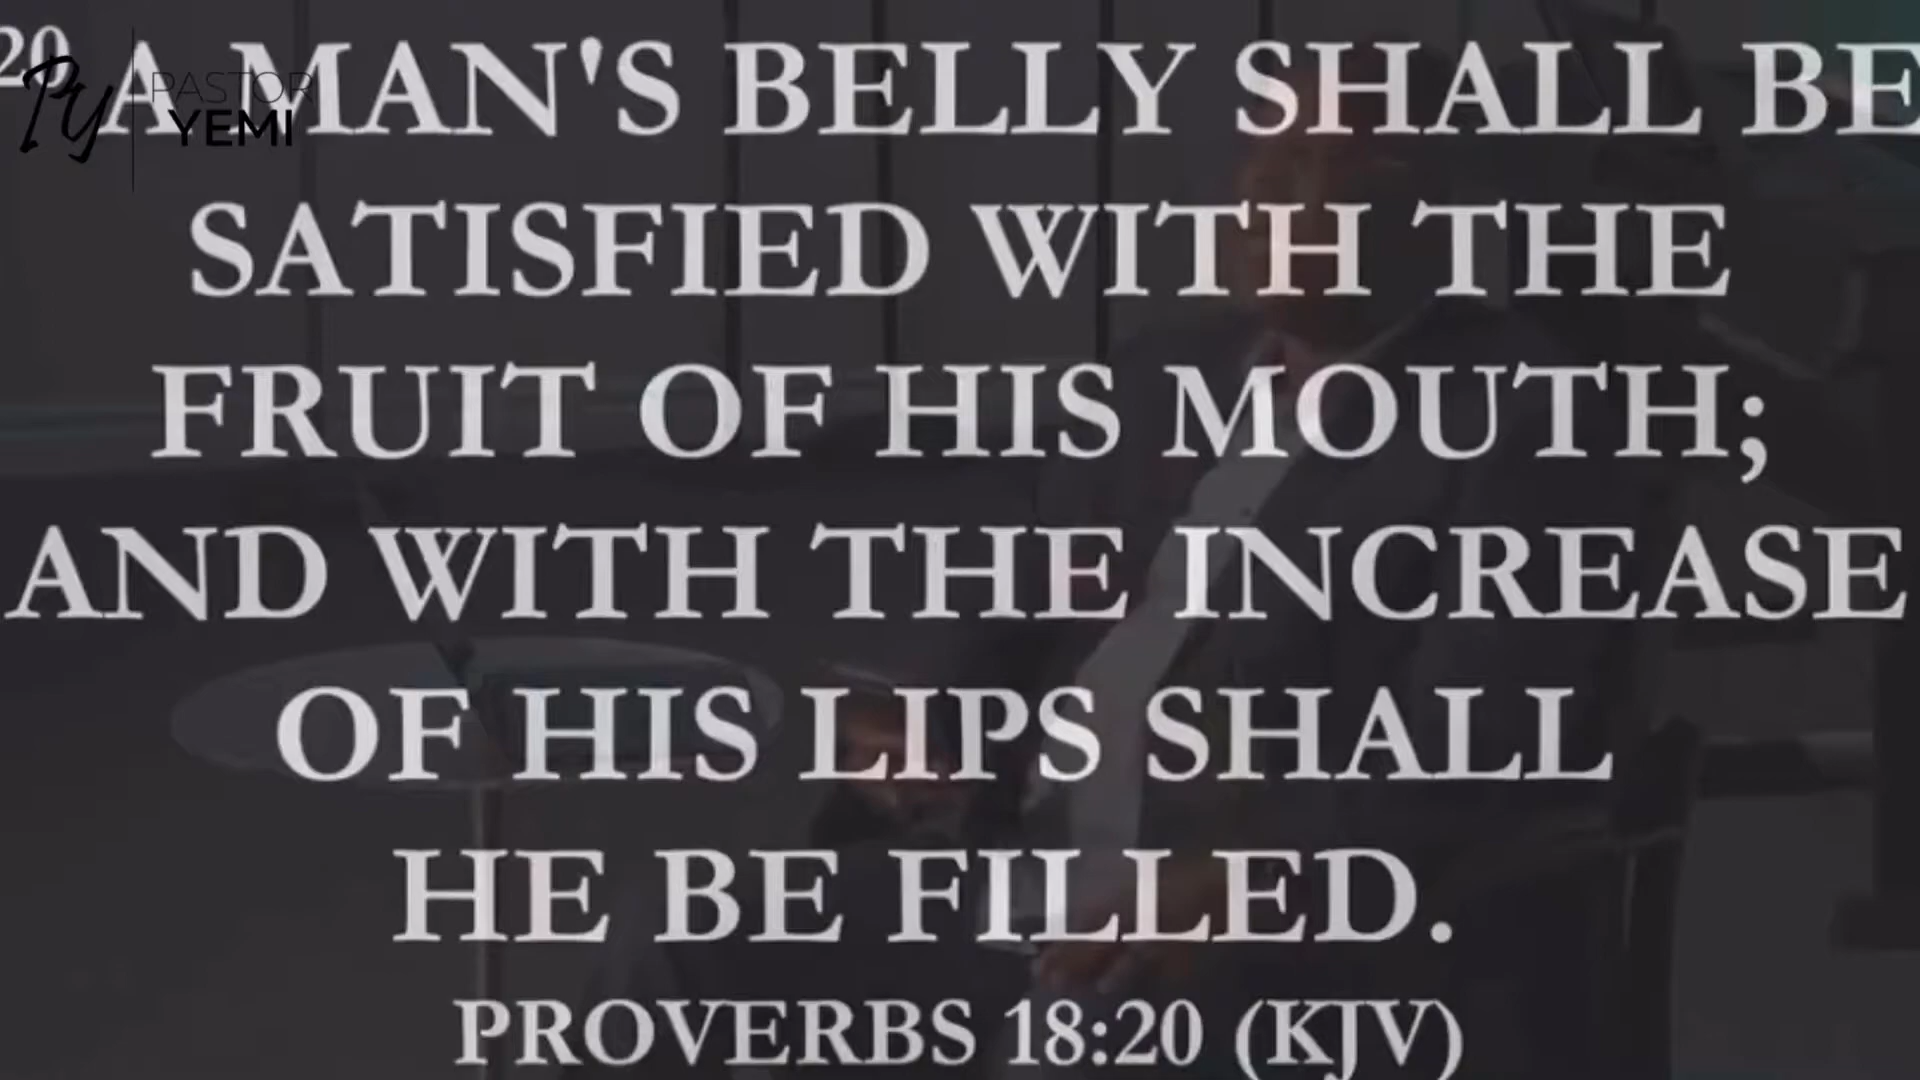 20 A MAN'S BELLY SHALL BE
PY PASTOR
YEMI
SATISFIED WITH THE
FRUIT OF HIS MOUTH;
AND WITH THE INCREASE
OF HIS LIPS SHALL
HE BE FILLED.
PROVERBS 18:20 (KJV)